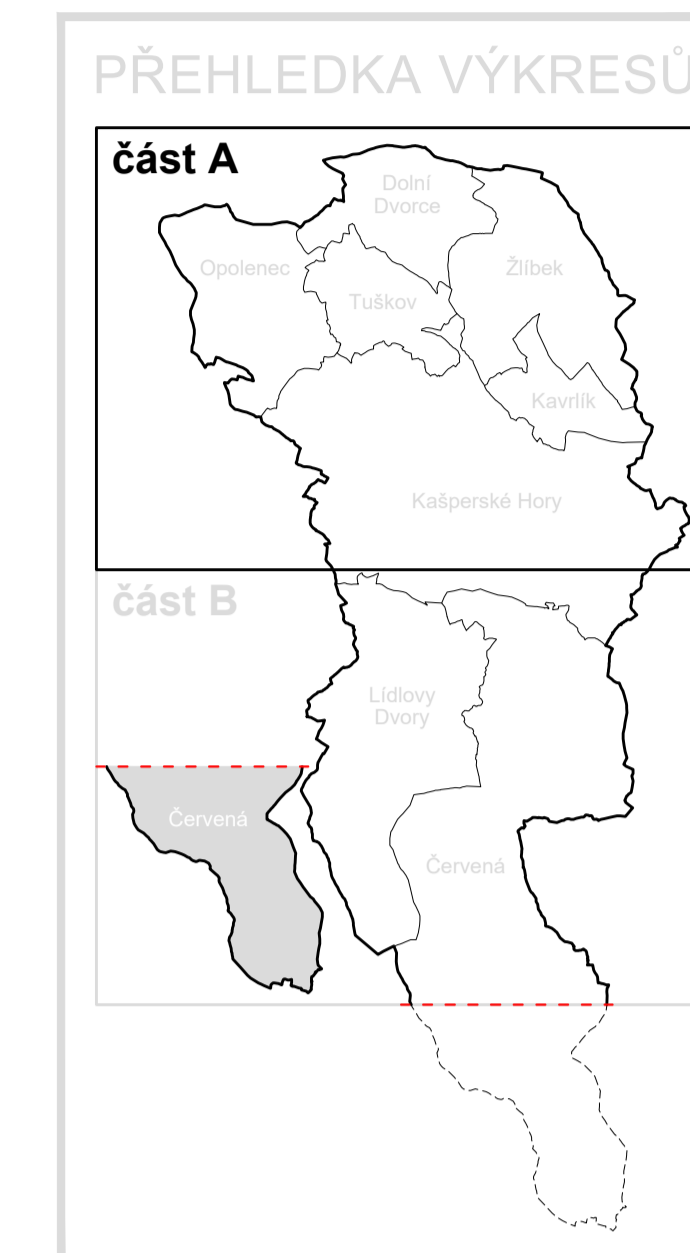 PŘEHLEDKA VÝKRESŮ
část A
Dolní
Dvorce
Opolenec
Žlíbek
Tuškov
Kavrlík
Kašperské Hory
část B
Lídlovy
Dvory
Červená
Červená